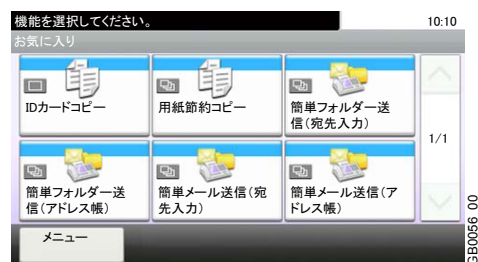 機能を選択してください。
10:10
お気に入り
IDカードコピー
用紙節約コピー
簡単フォルダー送
信(宛先入力)
1/1
簡単フォルダー送
信(アドレス帳)
簡単メール送信(宛
先入力)
簡単メール送信(ア
ドレス帳)
メニュー
GB0056 00